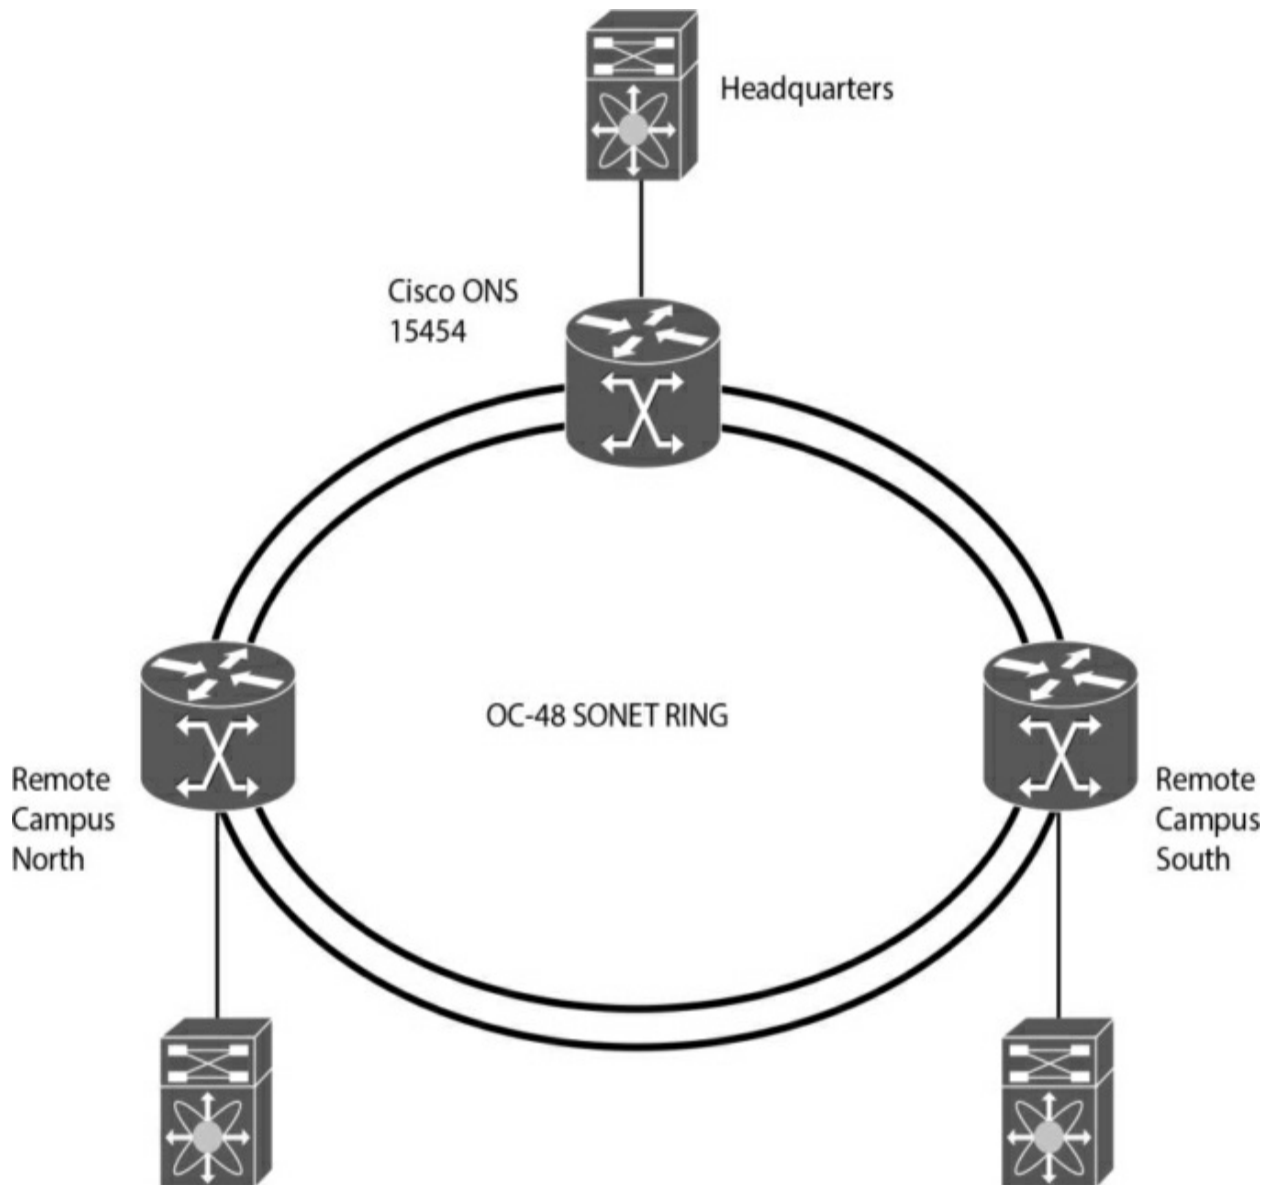 Headquarters
Cisco ONS
15454
OC-48 SONET RING
Remote
Campus
North
Remote
Campus
South